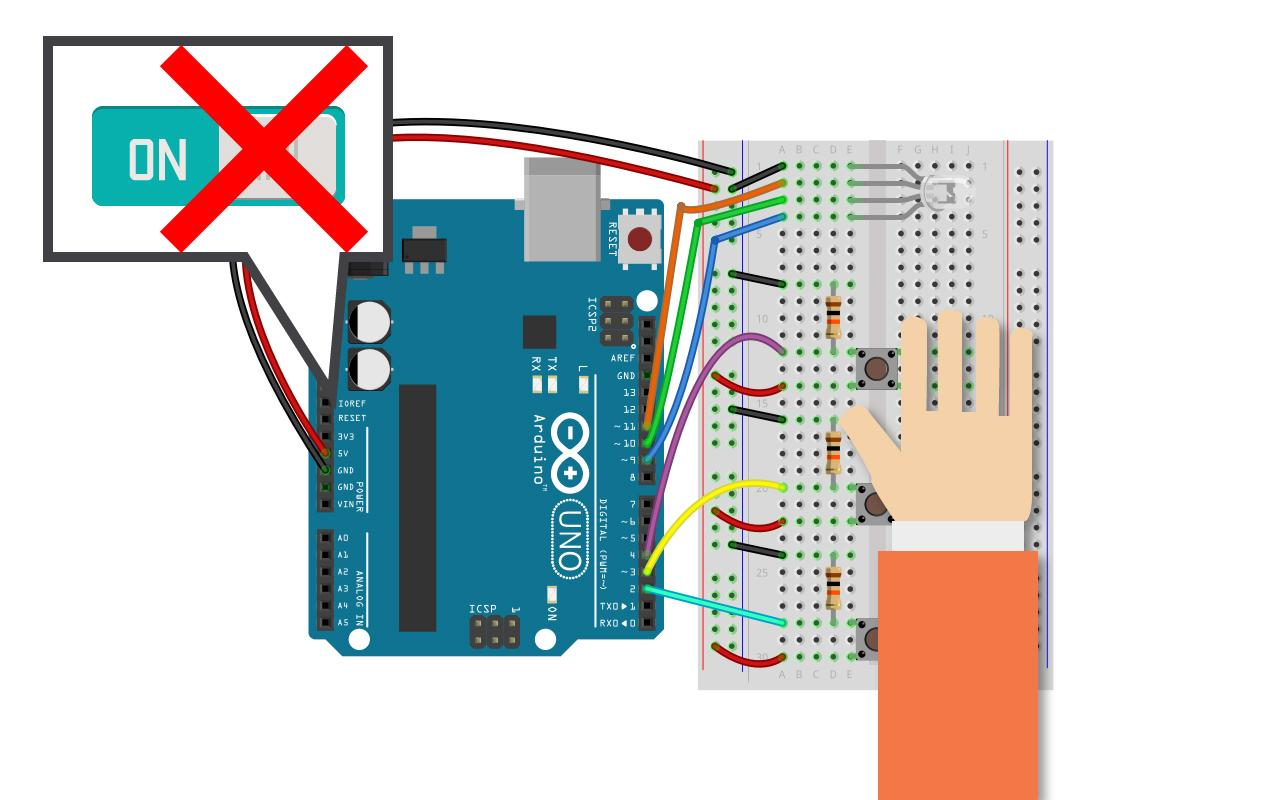 ON
A B C D E F G H I J
1 1
5 5
10 10
15
20
25
30
A B C D E
RESET
ICSP2
AREF
GND
13
12
~11
~10
~9
8
7
~6
~5
4
~3
2
TX0▶1
RX0◀0
RX
TX
L
Arduino™
UNO
DIGITAL (PWM=~)
IOREF
RESET
3V3
5V
GND
GND
VIN
POWER
A0
A1
A2
A3
A4
A5
ANALOG IN
ICSP
1
ON